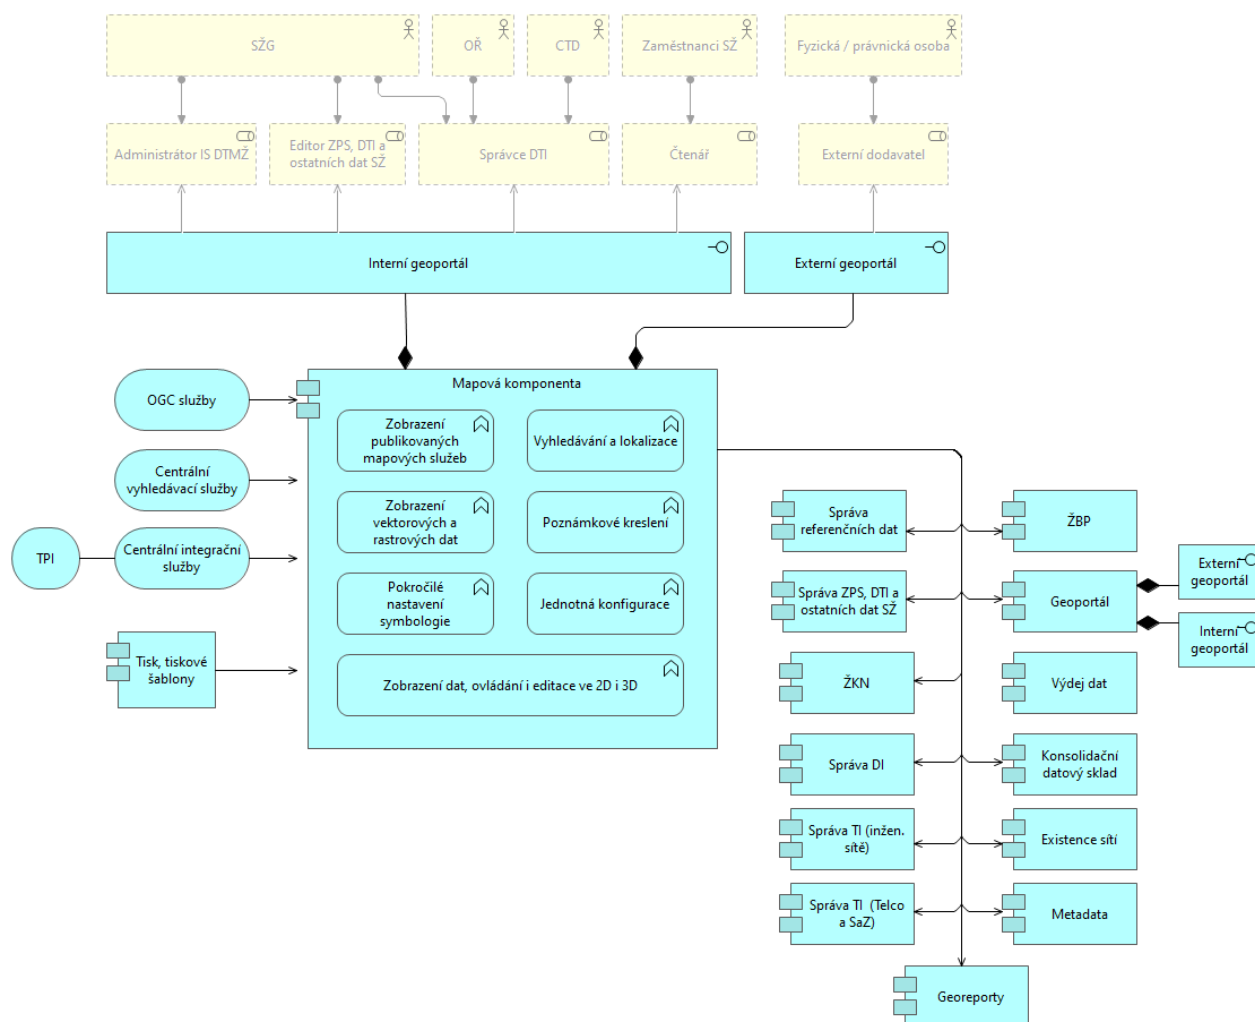 SŽG
OŘ
CTD
Zaměstnanci SŽ
Fyzická / právnická osoba
Administrátor IS DTMŽ
Editor ZPS, DTI a
ostatních dat SŽ
Správce DTI
Čtenář
Externí dodavatel
Interní geoportál
Externí geoportál
Mapová komponenta
OGC služby
Zobrazení
publikovaných
mapových služeb
Vyhledávání a lokalizace
Centrální
vyhledávací služby
Zobrazení
vektorových a
rastrových dat
Poznámkové kreslení
TPI
Centrální integrační
služby
Pokročilé
nastavení
symbologie
Jednotná konfigurace
Tisk, tiskové
šablony
Zobrazení dat, ovládání i editace ve 2D i 3D
Správa
referenčních dat
ŽBP
Správa ZPS, DTI a
ostatních dat SŽ
Geoportál
Externí
geoportál
Interní
geoportál
ŽKN
Výdej dat
Správa DI
Konsolidační
datový sklad
Správa TI (inžen.
sítě)
Existence sítí
Správa TI (Telco
a SaZ)
Metadata
Georeporty